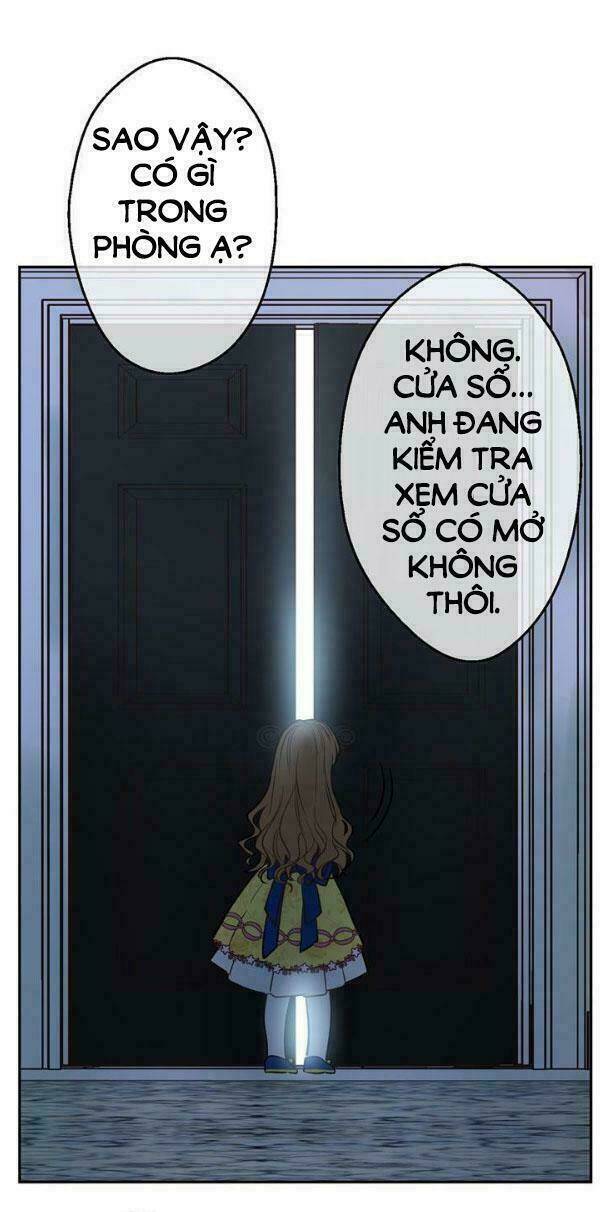 SAO VẬY?
CÓ GÌ
TRONG
PHÒNG Ạ?
KHÔNG.
CỬA SỔ...
ANH ĐANG
KIỂM TRA
XEM CỬA
SỔ CÓ MỞ
KHÔNG
THÔI.